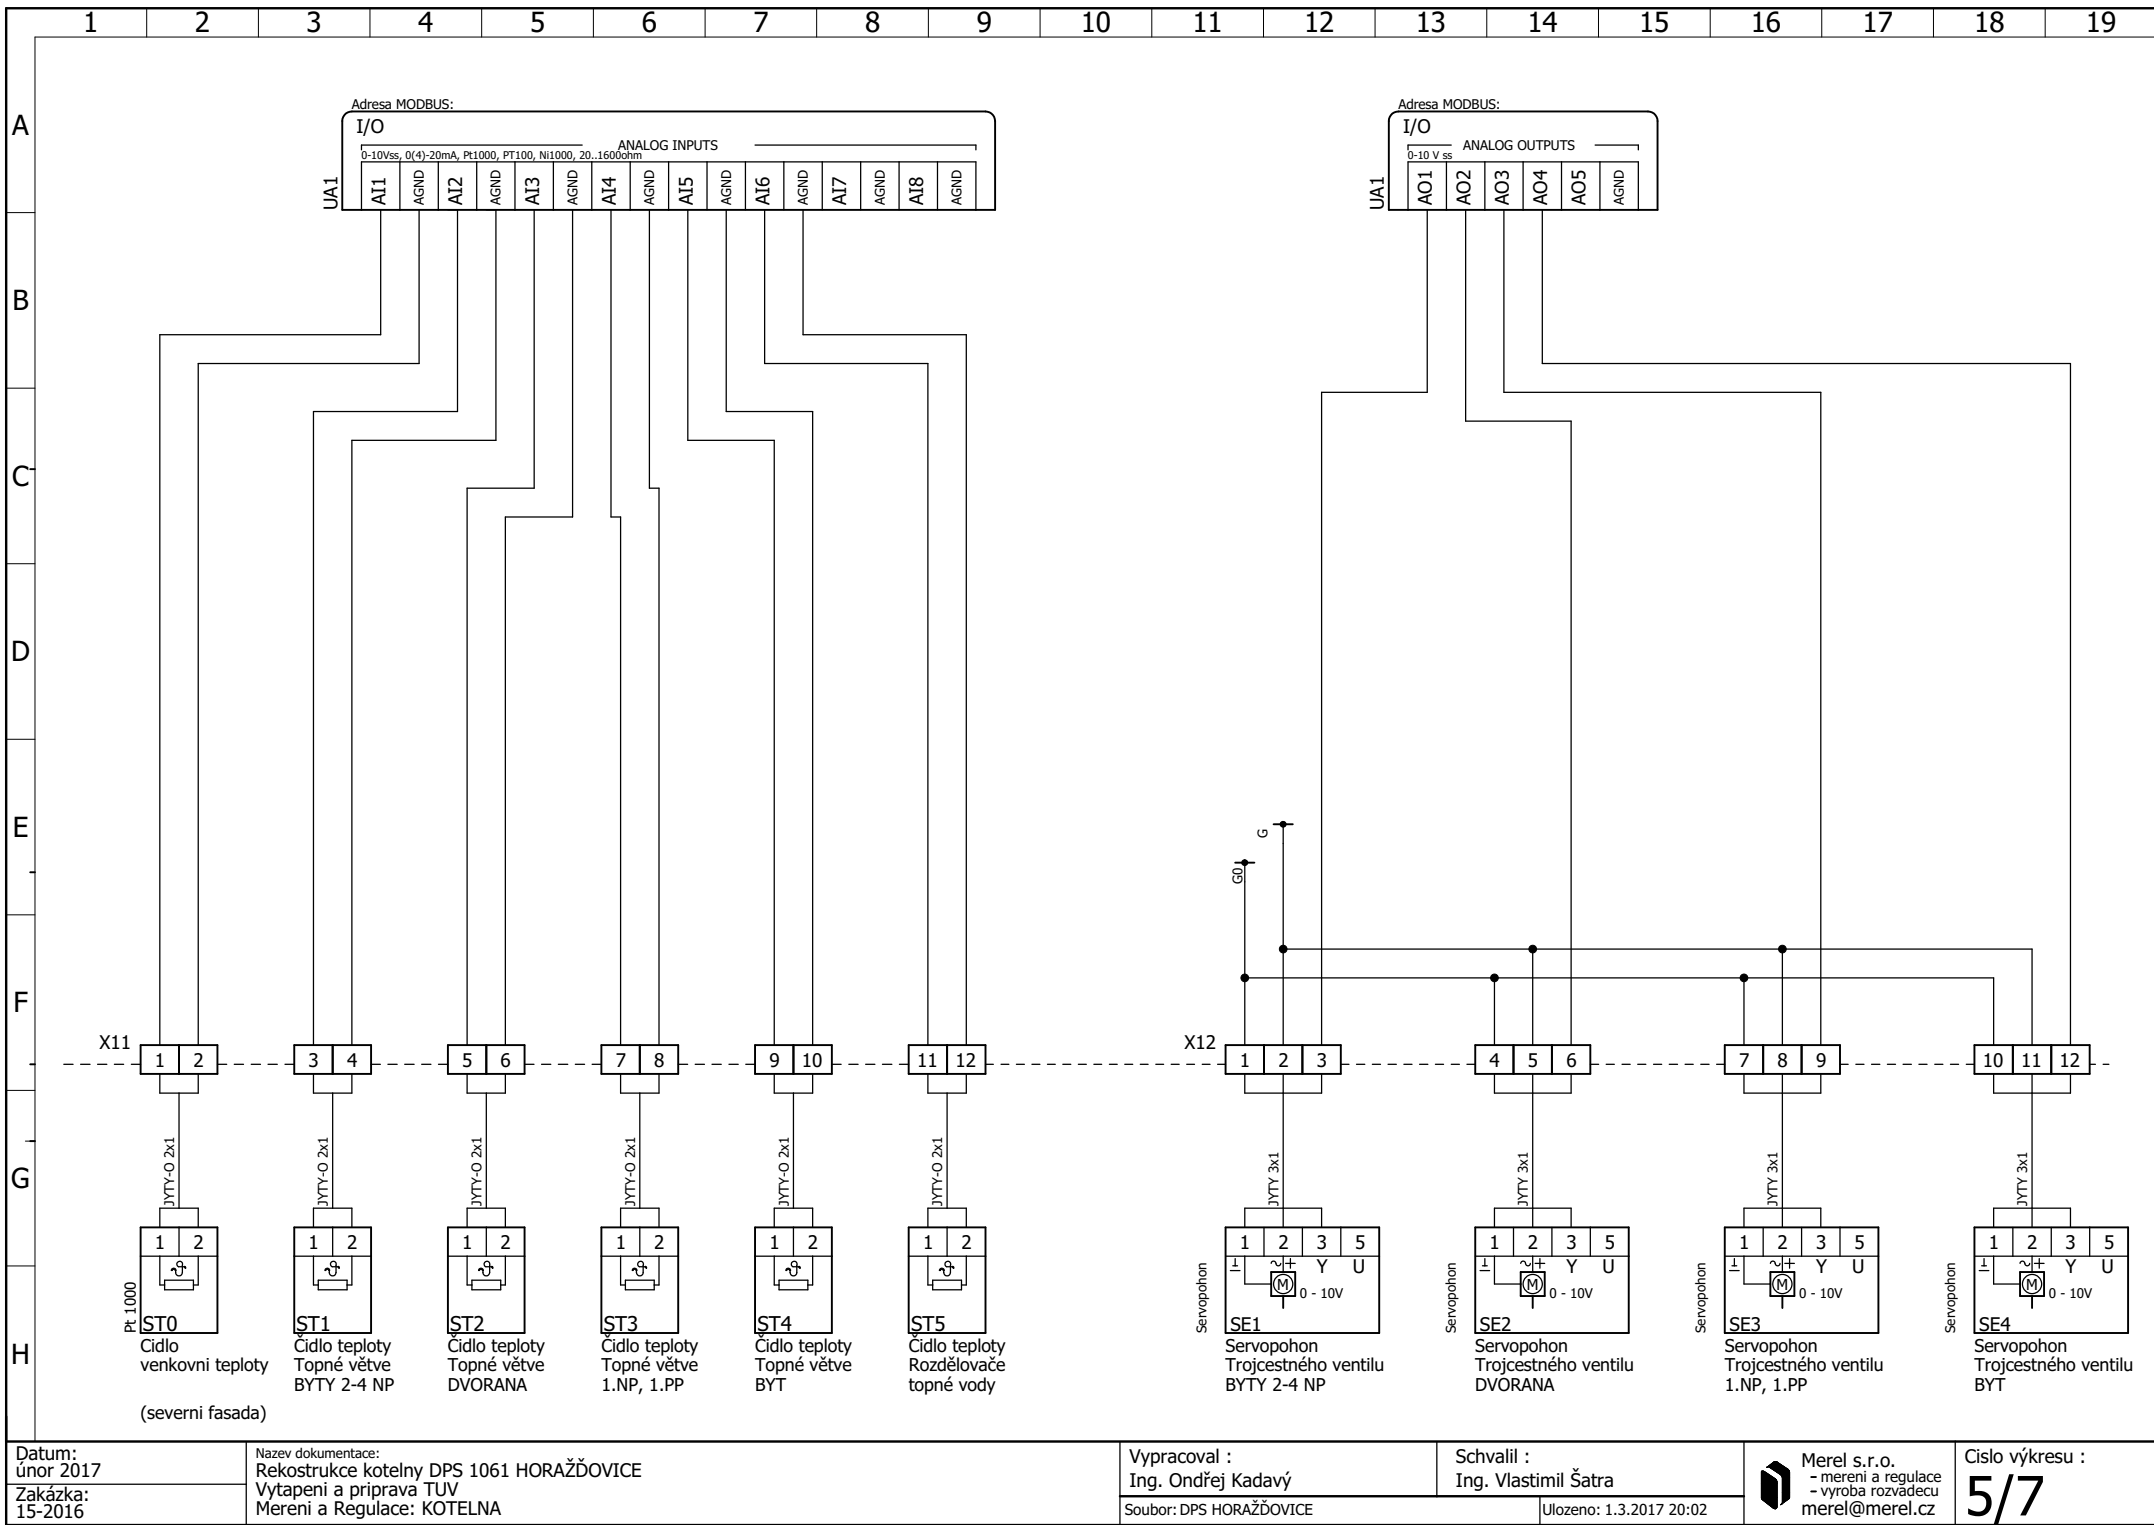 1 2 3 4 5 6 7 8 9 10 11 12 13 14 15 16 17 18 19
A
B
C
D
E
F
G
H
Adresa MODBUS:
I/O
ANALOG INPUTS
0-10Vss, 0(4)-20mA, Pt1000, PT100, Ni1000, 20..1600ohm
UA1
AI1 AGND AI2 AGND AI3 AGND AI4 AGND AI5 AGND AI6 AGND AI7 AGND AI8 AGND
Adresa MODBUS:
I/O
ANALOG OUTPUTS
0-10 V ss
UA1
AO1 AO2 AO3 AO4 AO5 AGND
G
G0
X11
1 2 3 4 5 6 7 8 9 10 11 12
X12
1 2 3 4 5 6 7 8 9 10 11 12
JYTY-O 2x1 JYTY-O 2x1 JYTY-O 2x1 JYTY-O 2x1 JYTY-O 2x1 JYTY-O 2x1
JYTY 3x1 JYTY 3x1 JYTY 3x1 JYTY 3x1
1 2
ϑ
Pt 1000
ST0
Čidlo
venkovni teploty
(severni fasada)
1 2
ϑ
ST1
Čidlo teploty
Topné větve
BYTY 2-4 NP
1 2
ϑ
ST2
Čidlo teploty
Topné větve
DVORANA
1 2
ϑ
ST3
Čidlo teploty
Topné větve
1.NP, 1.PP
1 2
ϑ
ST4
Čidlo teploty
Topné větve
BYT
1 2
ϑ
ST5
Čidlo teploty
Rozdělovače
topné vody
Servopohon
1 2 3 5
⊥ ~+ Y U
M 0 - 10V
SE1
Servopohon
Trojcestného ventilu
BYTY 2-4 NP
Servopohon
1 2 3 5
⊥ ~+ Y U
M 0 - 10V
SE2
Servopohon
Trojcestného ventilu
DVORANA
Servopohon
1 2 3 5
⊥ ~+ Y U
M 0 - 10V
SE3
Servopohon
Trojcestného ventilu
1.NP, 1.PP
Servopohon
1 2 3 5
⊥ ~+ Y U
M 0 - 10V
SE4
Servopohon
Trojcestného ventilu
BYT
Datum:
únor 2017
Zakázka:
15-2016
Nazev dokumentace:
Rekostrukce kotelny DPS 1061 HORAŽĎOVICE
Vytapeni a priprava TUV
Mereni a Regulace: KOTELNA
Vypracoval :
Ing. Ondřej Kadavý
Schvalil :
Ing. Vlastimil Šatra
Soubor: DPS HORAŽĎOVICE
Ulozeno: 1.3.2017 20:02
Merel s.r.o.
- mereni a regulace
- vyroba rozvadecu
merel@merel.cz
Cislo výkresu :
5/7